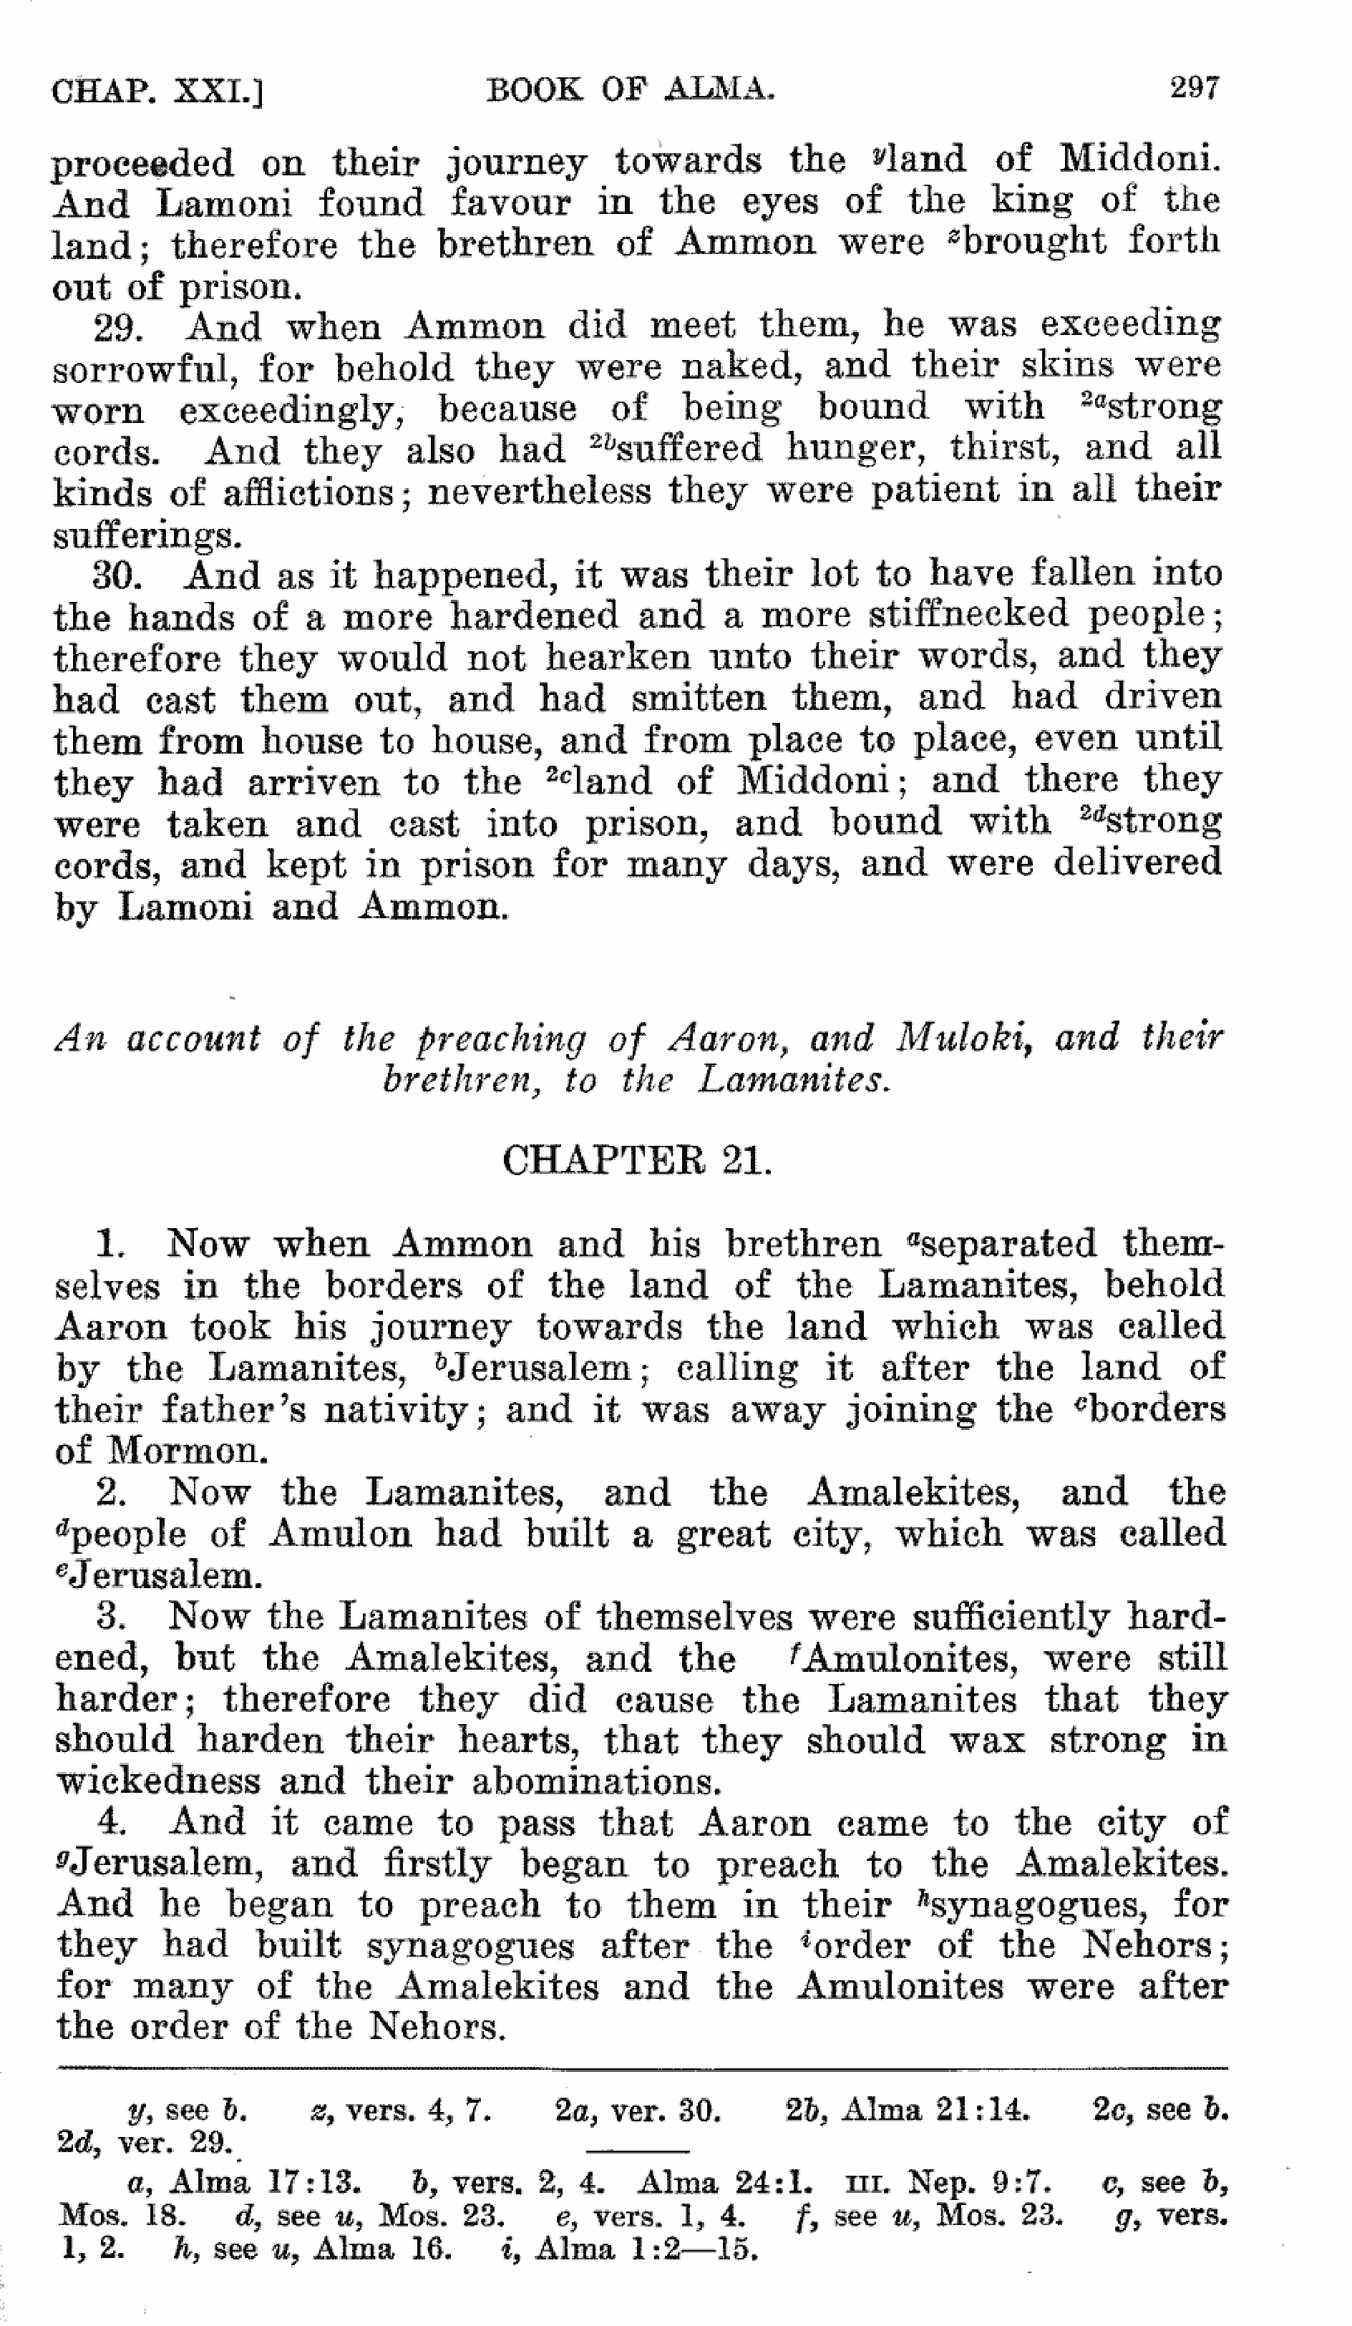 CHAP. XXI.] BOOK OF ALMA. 297
proceeded on their journey towards the ʸland of Middoni.
And Lamoni found favour in the eyes of the king of the
land; therefore the brethren of Ammon were ᶻbrought forth
out of prison.
29. And when Ammon did meet them, he was exceeding
sorrowful, for behold they were naked, and their skins were
worn exceedingly, because of being bound with ²ᵃstrong
cords. And they also had ²ᵇsuffered hunger, thirst, and all
kinds of afflictions; nevertheless they were patient in all their
sufferings.
30. And as it happened, it was their lot to have fallen into
the hands of a more hardened and a more stiffnecked people;
therefore they would not hearken unto their words, and they
had cast them out, and had smitten them, and had driven
them from house to house, and from place to place, even until
they had arriven to the ²ᶜland of Middoni; and there they
were taken and cast into prison, and bound with ²ᵈstrong
cords, and kept in prison for many days, and were delivered
by Lamoni and Ammon.
An account of the preaching of Aaron, and Muloki, and their
brethren, to the Lamanites.
CHAPTER 21.
1. Now when Ammon and his brethren ᵃseparated them-
selves in the borders of the land of the Lamanites, behold
Aaron took his journey towards the land which was called
by the Lamanites, ᵇJerusalem; calling it after the land of
their father's nativity; and it was away joining the ᶜborders
of Mormon.
2. Now the Lamanites, and the Amalekites, and the
ᵈpeople of Amulon had built a great city, which was called
ᵉJerusalem.
3. Now the Lamanites of themselves were sufficiently hard-
ened, but the Amalekites, and the ᶠAmulonites, were still
harder; therefore they did cause the Lamanites that they
should harden their hearts, that they should wax strong in
wickedness and their abominations.
4. And it came to pass that Aaron came to the city of
ᵍJerusalem, and firstly began to preach to the Amalekites.
And he began to preach to them in their ʰsynagogues, for
they had built synagogues after the ⁱorder of the Nehors;
for many of the Amalekites and the Amulonites were after
the order of the Nehors.
y, see b. z, vers. 4, 7. 2a, ver. 30. 2b, Alma 21:14. 2c, see b.
2d, ver. 29.
a, Alma 17:13. b, vers. 2, 4. Alma 24:1. III. Nep. 9:7. c, see b,
Mos. 18. d, see u, Mos. 23. e, vers. 1, 4. f, see u, Mos. 23. g, vers.
1, 2. h, see u, Alma 16. i, Alma 1:2—15.